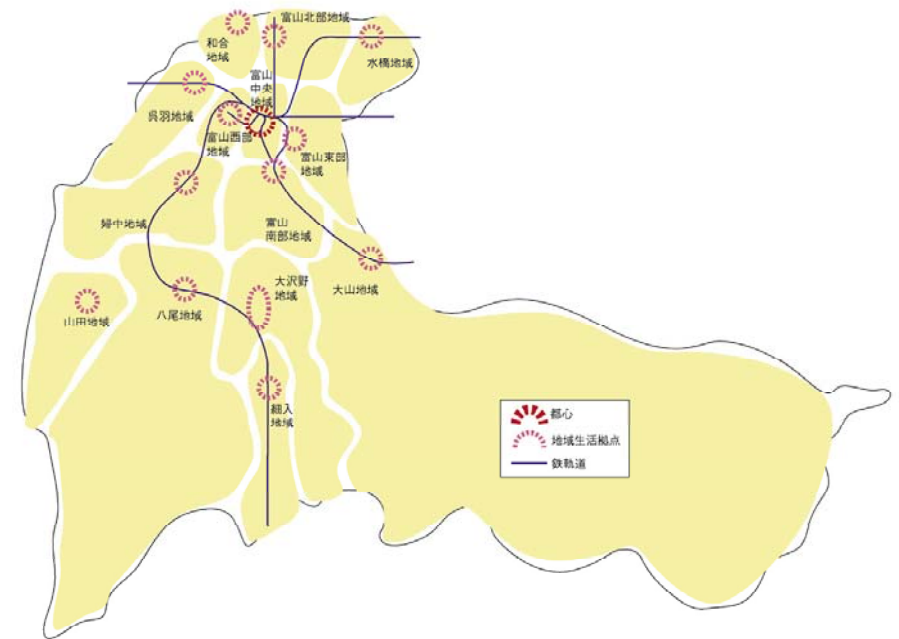 富山北部地域
和合
地域
水橋地域
富山
中央
地域
呉羽地域
富山西部
地域
富山東部
地域
婦中地域
富山
南部地域
大沢野
地域
大山地域
山田地域
八尾地域
細入
地域
都心
地域生活拠点
鉄軌道